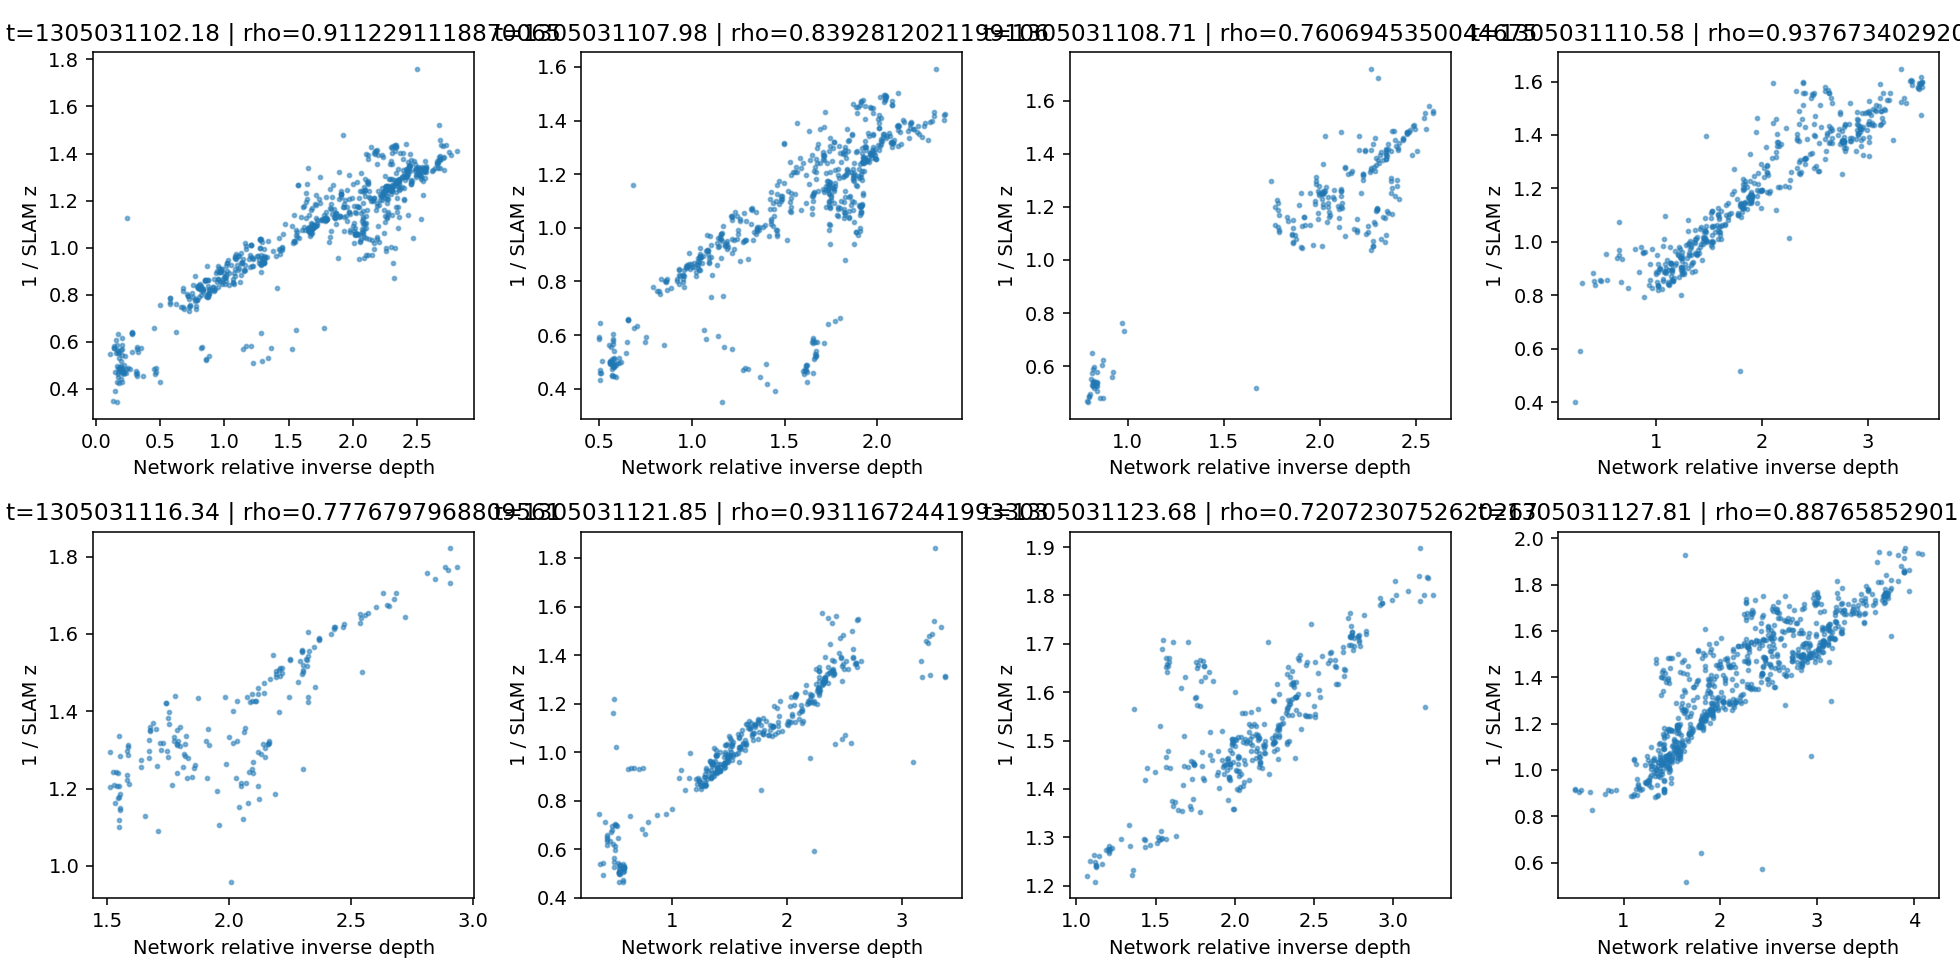 t=1305031102.18 | rho=0.9112291118870065
1.8
1.6
1.4
1.2
1.0
0.8
0.6
0.4
1 / SLAM z
0.0 0.5 1.0 1.5 2.0 2.5
Network relative inverse depth
t=1305031107.98 | rho=0.8392812021199106
1.6
1.4
1.2
1.0
0.8
0.6
0.4
1 / SLAM z
0.5 1.0 1.5 2.0
Network relative inverse depth
t=1305031108.71 | rho=0.7606945350044675
1.6
1.4
1.2
1.0
0.8
0.6
1 / SLAM z
1.0 1.5 2.0 2.5
Network relative inverse depth
t=1305031110.58 | rho=0.937673402920
1.6
1.4
1.2
1.0
0.8
0.6
0.4
1 / SLAM z
1 2 3
Network relative inverse depth
t=1305031116.34 | rho=0.7776797968809561
1.8
1.6
1.4
1.2
1.0
1 / SLAM z
1.5 2.0 2.5 3.0
Network relative inverse depth
t=1305031121.85 | rho=0.9311672441993303
1.8
1.6
1.4
1.2
1.0
0.8
0.6
0.4
1 / SLAM z
1 2 3
Network relative inverse depth
t=1305031123.68 | rho=0.7207230752620267
1.9
1.8
1.7
1.6
1.5
1.4
1.3
1.2
1 / SLAM z
1.0 1.5 2.0 2.5 3.0
Network relative inverse depth
t=1305031127.81 | rho=0.88765852901
2.0
1.8
1.6
1.4
1.2
1.0
0.8
0.6
1 / SLAM z
1 2 3 4
Network relative inverse depth